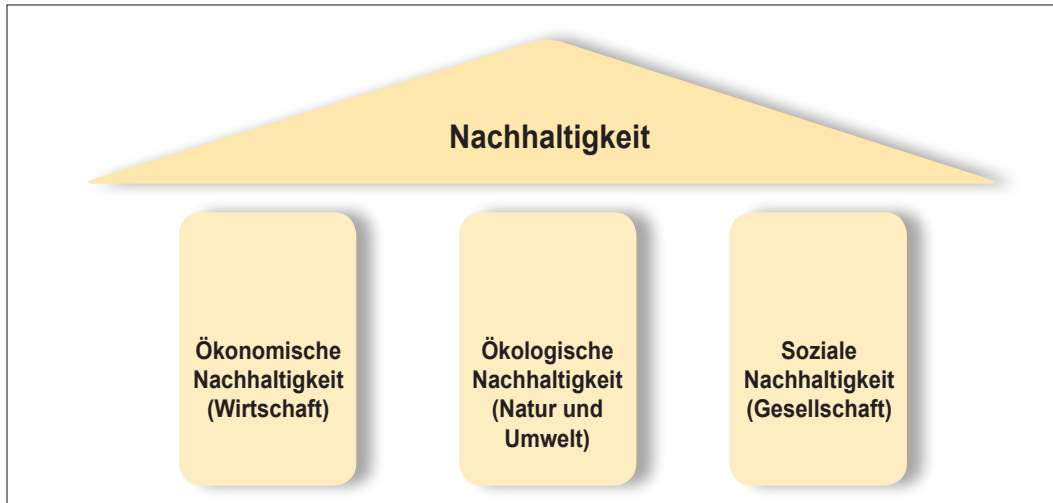 Nachhaltigkeit
Ökonomische
Nachhaltigkeit
(Wirtschaft)
Ökologische
Nachhaltigkeit
(Natur und
Umwelt)
Soziale
Nachhaltigkeit
(Gesellschaft)